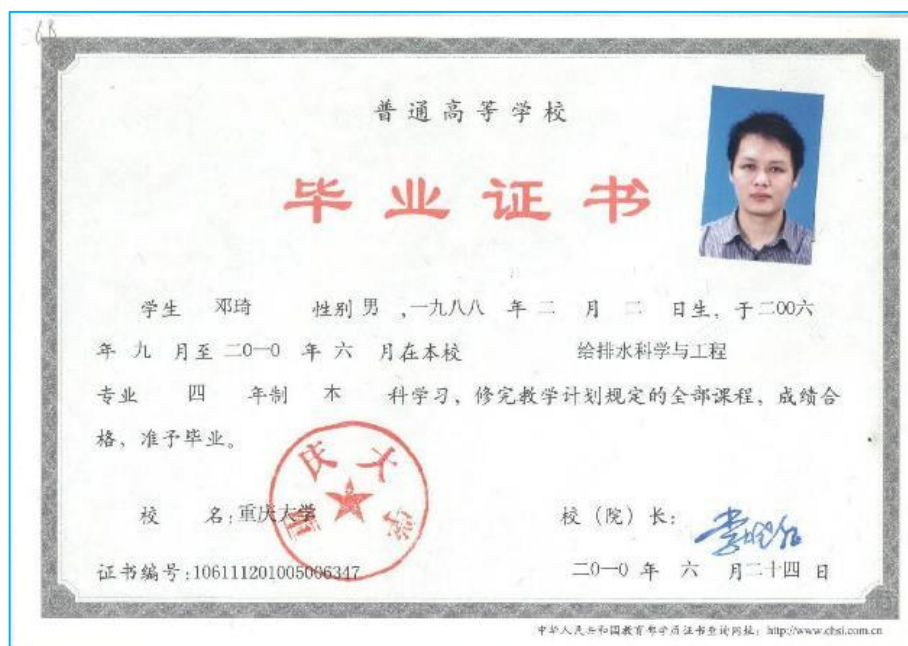 普通高等学校
毕业证书
学生 邓琦 性别 男 ,一九八八 年 二 月 二 日生, 于二00六
年 九 月至 二0一0 年 六 月在本校 给排水科学与工程
专业 四 年制 本 科学习, 修完教学计划规定的全部课程, 成绩合
格, 准予毕业。
重庆大学
校 名:重庆大学 校(院)长:
证书编号:106111201005006347 二0一0 年 六 月二十四 日
中华人民共和国教育部学历证书查询网址: http://www.chsi.com.cn